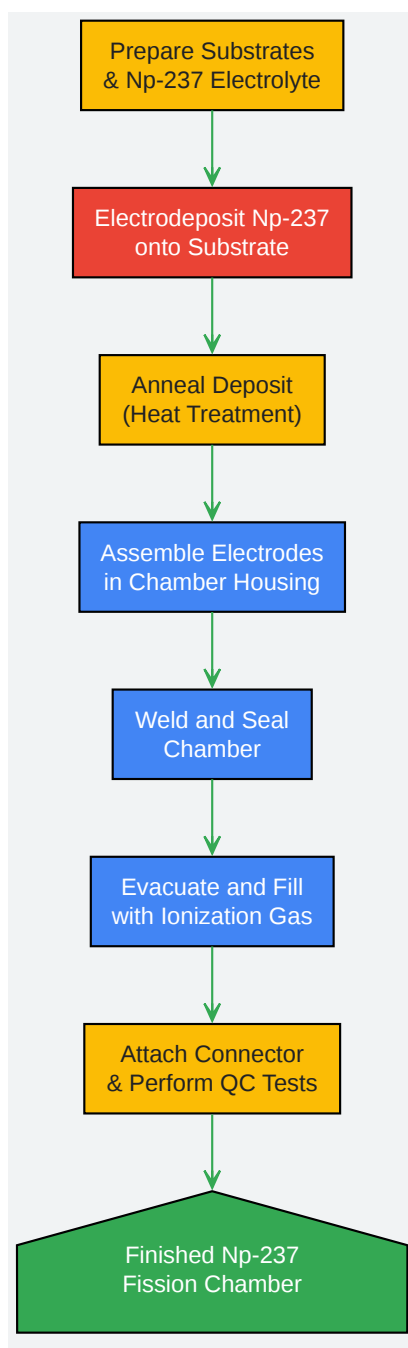 Prepare Substrates
& Np-237 Electrolyte
Electrodeposit Np-237
onto Substrate
Anneal Deposit
(Heat Treatment)
Assemble Electrodes
in Chamber Housing
Weld and Seal
Chamber
Evacuate and Fill
with Ionization Gas
Attach Connector
& Perform QC Tests
Finished Np-237
Fission Chamber